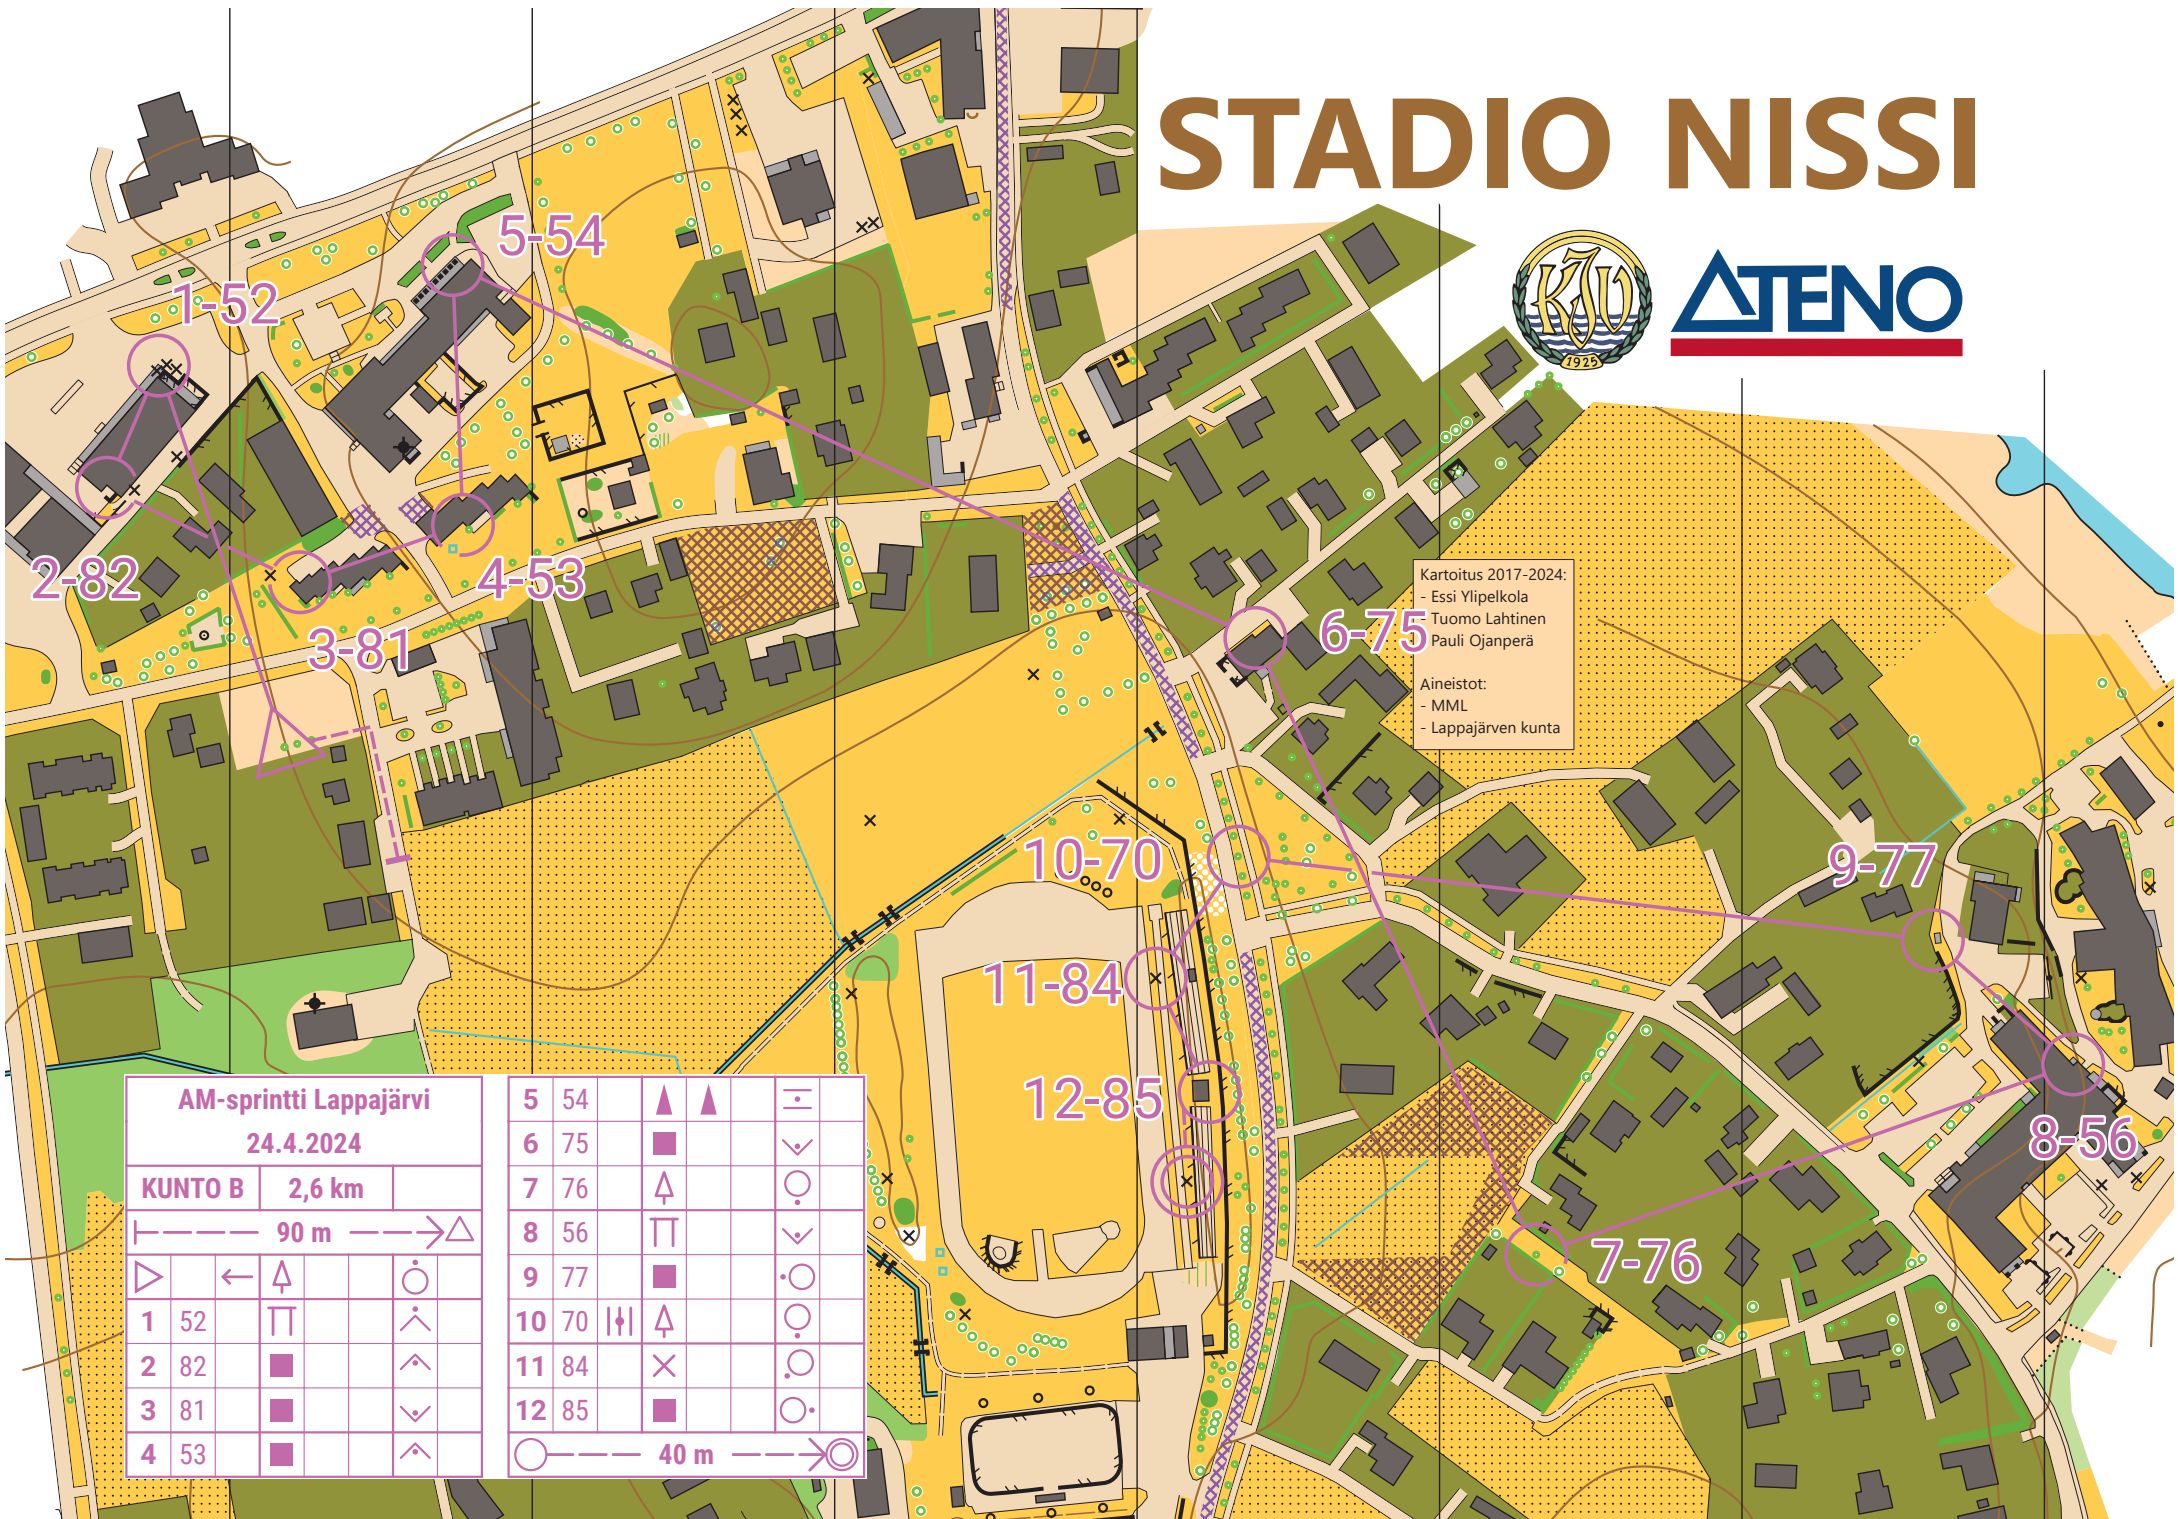 STADIO NISSI
KJV
1925
ATENO
5-54
1-52
2-82
4-53
3-81
6-75
Kartoitus 2017-2024:
- Essi Ylipelkola
- Tuomo Lahtinen
- Pauli Ojanperä
Aineistot:
- MML
- Lappajärven kunta
10-70
9-77
11-84
12-85
8-56
7-76
AM-sprintti Lappajärvi
24.4.2024
KUNTO B 2,6 km
90 m
1 52
2 82
3 81
4 53
5 54
6 75
7 76
8 56
9 77
10 70
11 84
12 85
40 m